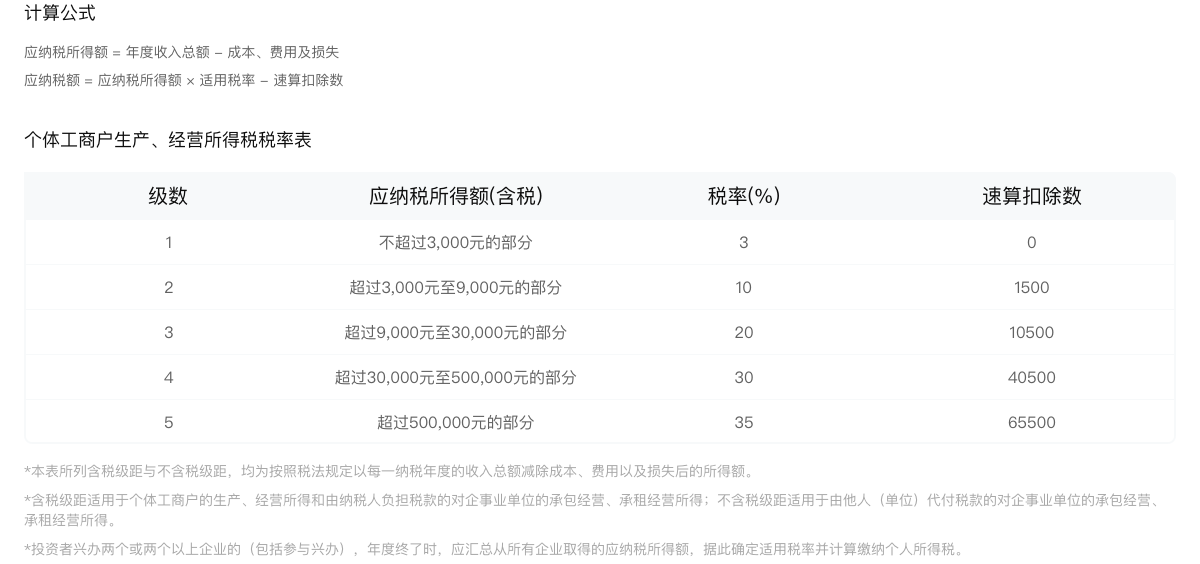 计算公式
应纳税所得额 = 年度收入总额 – 成本、费用及损失
应纳税额 = 应纳税所得额 × 适用税率 – 速算扣除数
个体工商户生产、经营所得税税率表
级数 应纳税所得额(含税) 税率(%) 速算扣除数
1 不超过3,000元的部分 3 0
2 超过3,000元至9,000元的部分 10 1500
3 超过9,000元至30,000元的部分 20 10500
4 超过30,000元至500,000元的部分 30 40500
5 超过500,000元的部分 35 65500
*本表所列含税级距与不含税级距，均为按照税法规定以每一纳税年度的收入总额减除成本、费用以及损失后的所得额。
*含税级距适用于个体工商户的生产、经营所得和由纳税人负担税款的对企事业单位的承包经营、承租经营所得；不含税级距适用于由他人（单位）代付税款的对企事业单位的承包经营、
承租经营所得。
*投资者兴办两个或两个以上企业的（包括参与兴办），年度终了时，应汇总从所有企业取得的应纳税所得额，据此确定适用税率并计算缴纳个人所得税。